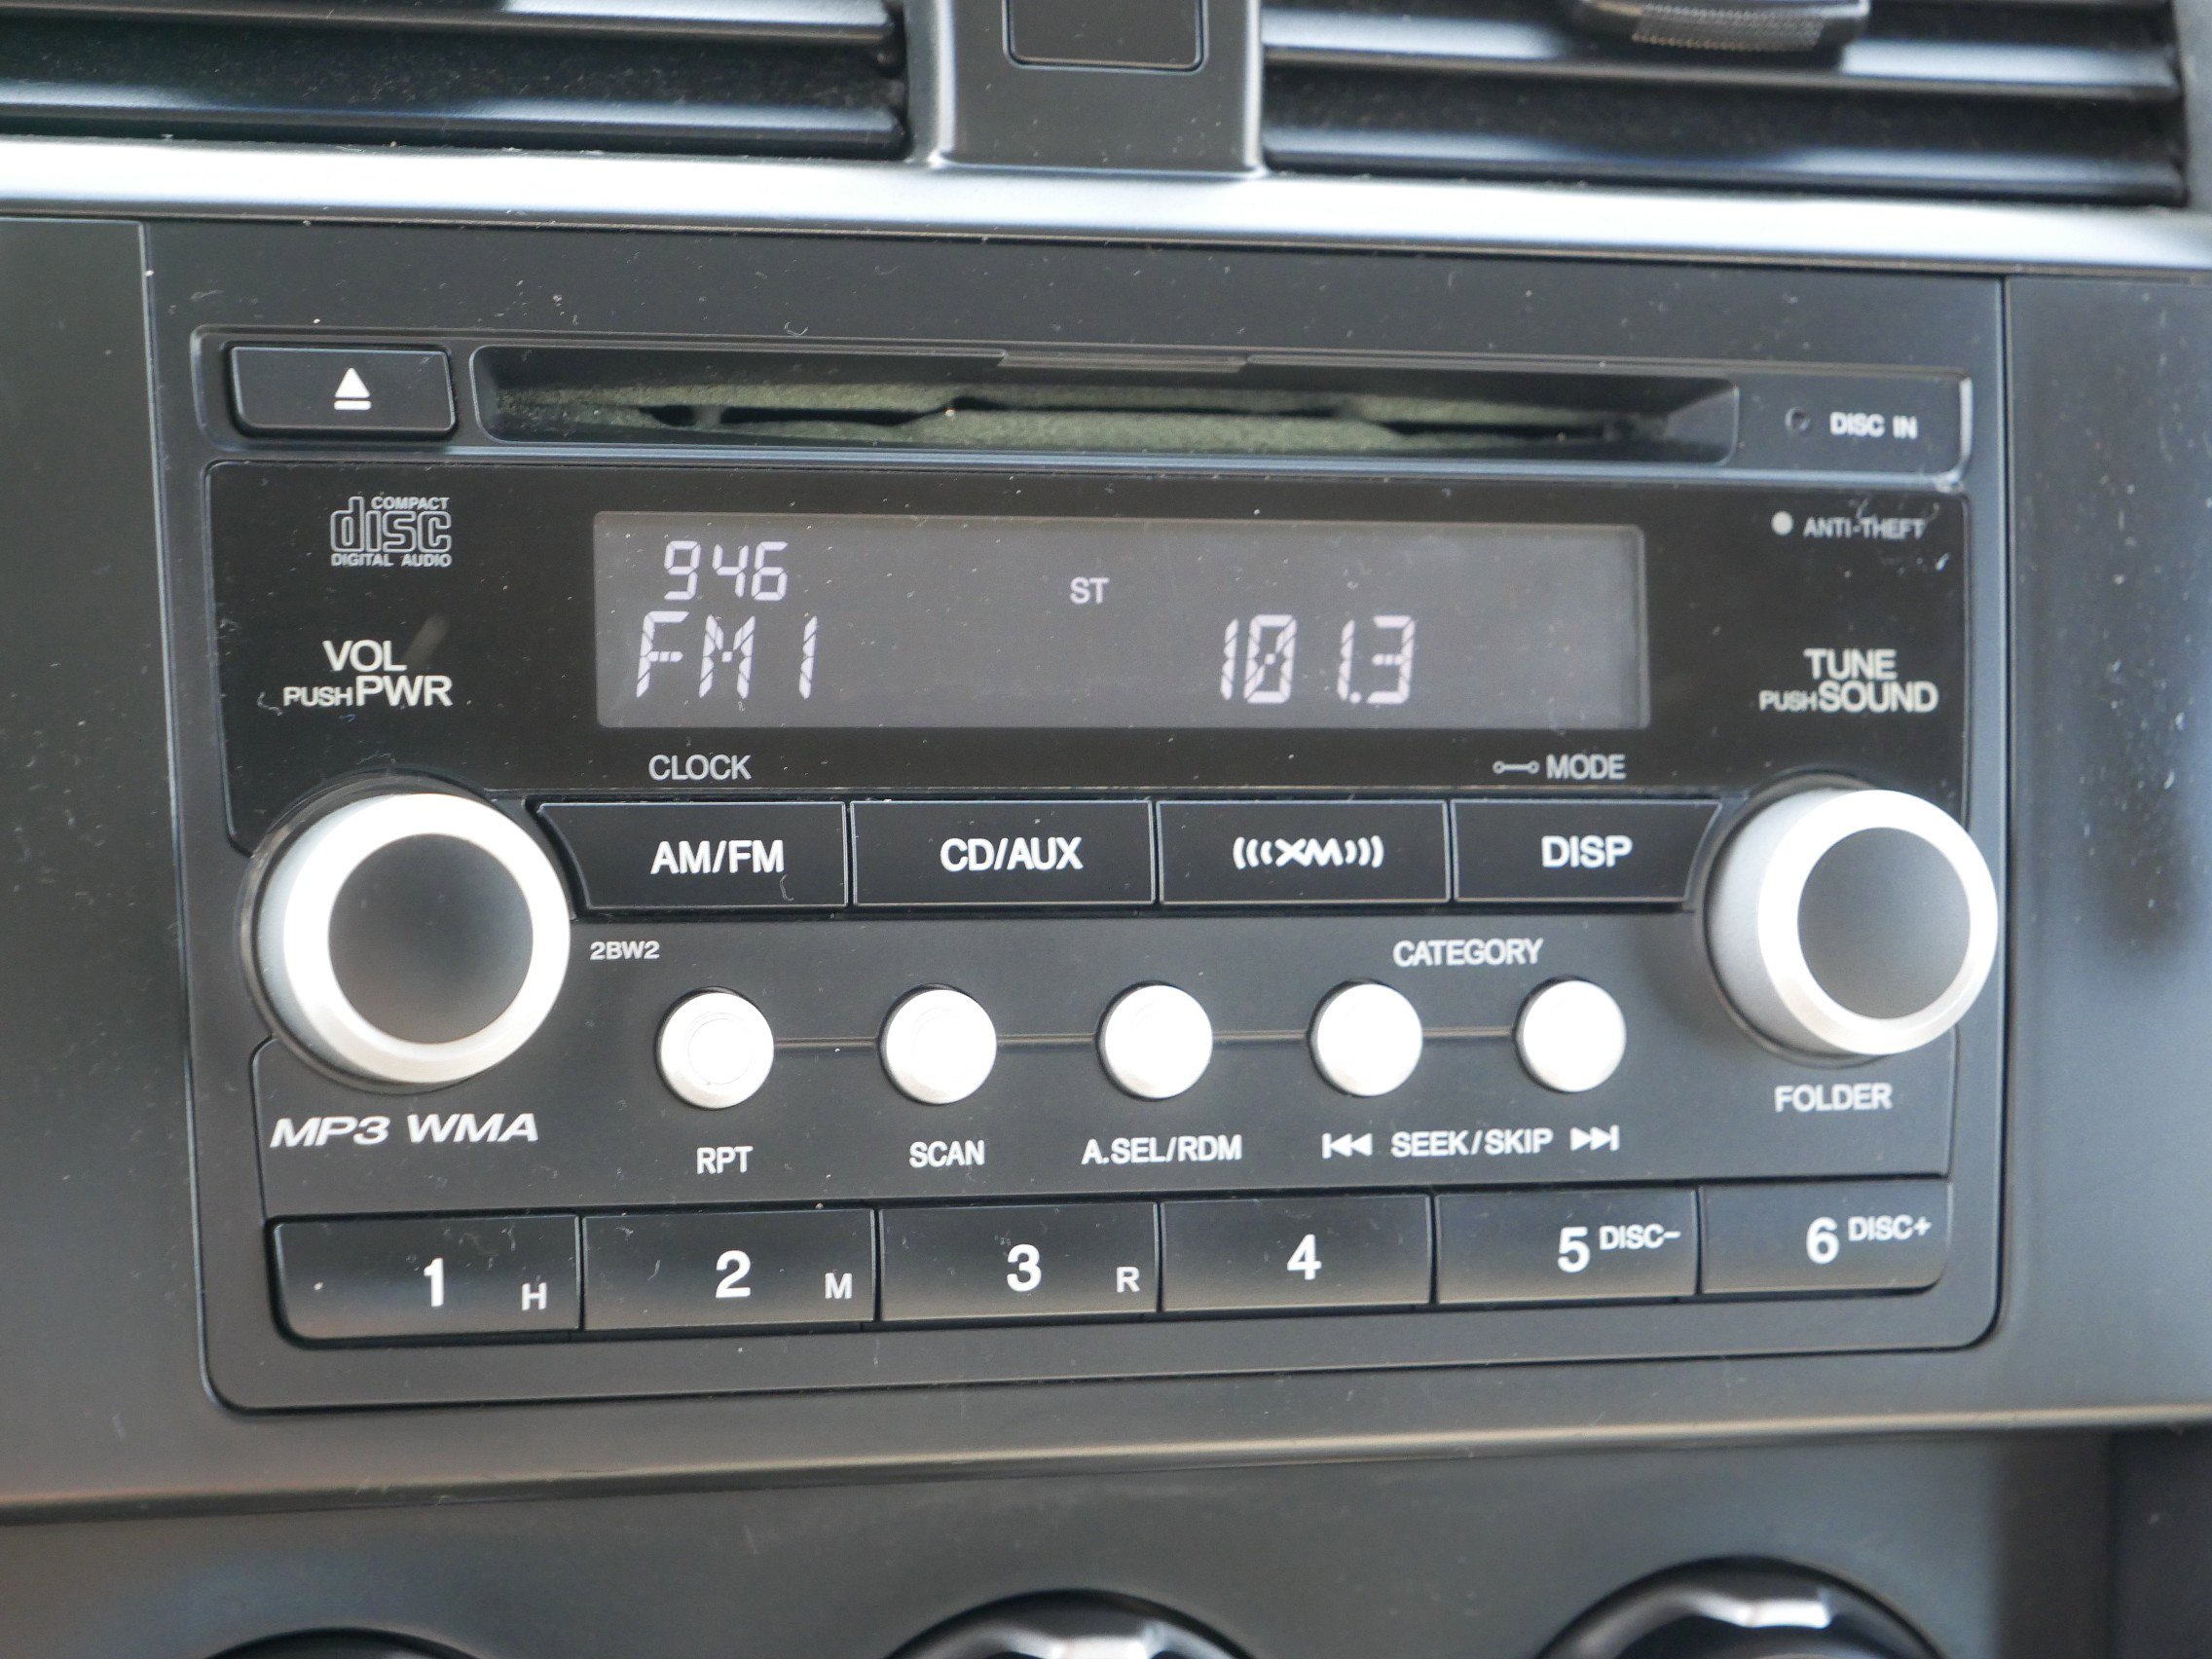 DISC IN
COMPACT
disc
DIGITAL AUDIO
ANTI-THEFT
946
ST
FM1
101.3
VOL
PUSH PWR
TUNE
PUSH SOUND
CLOCK
MODE
AM/FM
CD/AUX
(((XM)))
DISP
2BW2
CATEGORY
MP3 WMA
FOLDER
RPT
SCAN
A.SEL/RDM
SEEK/SKIP
1 H
2 M
3 R
4
5 DISC-
6 DISC+